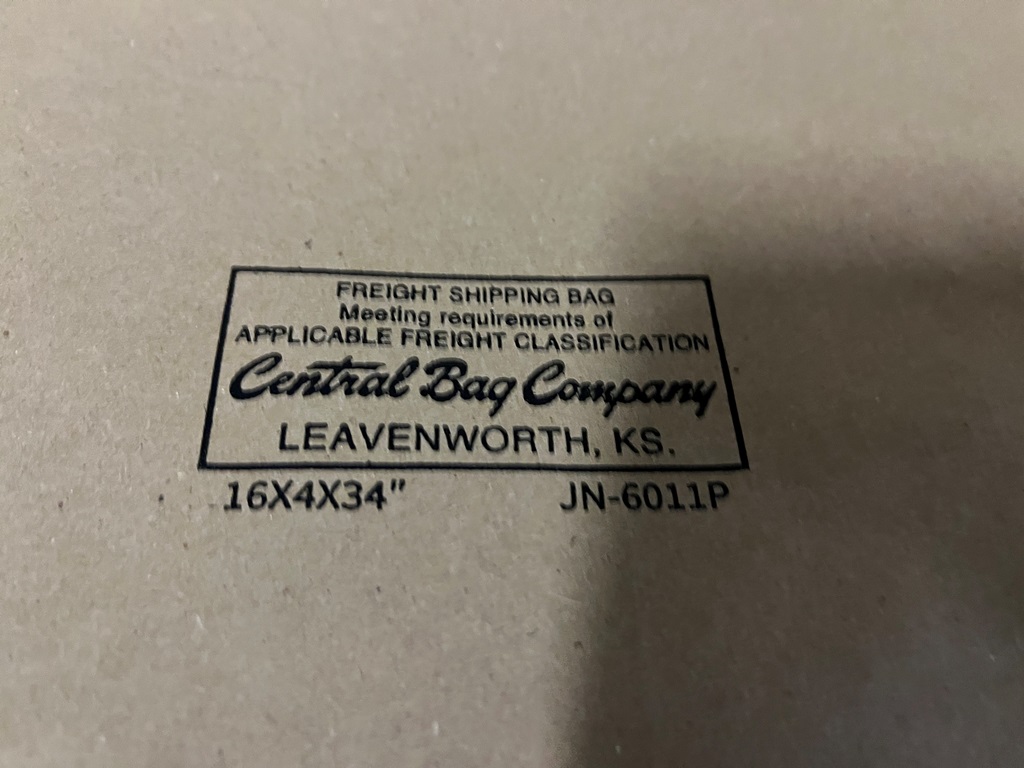 FREIGHT SHIPPING BAG
Meeting requirements of
APPLICABLE FREIGHT CLASSIFICATION
Central Bag Company
LEAVENWORTH, KS.
16X4X34" JN-6011P